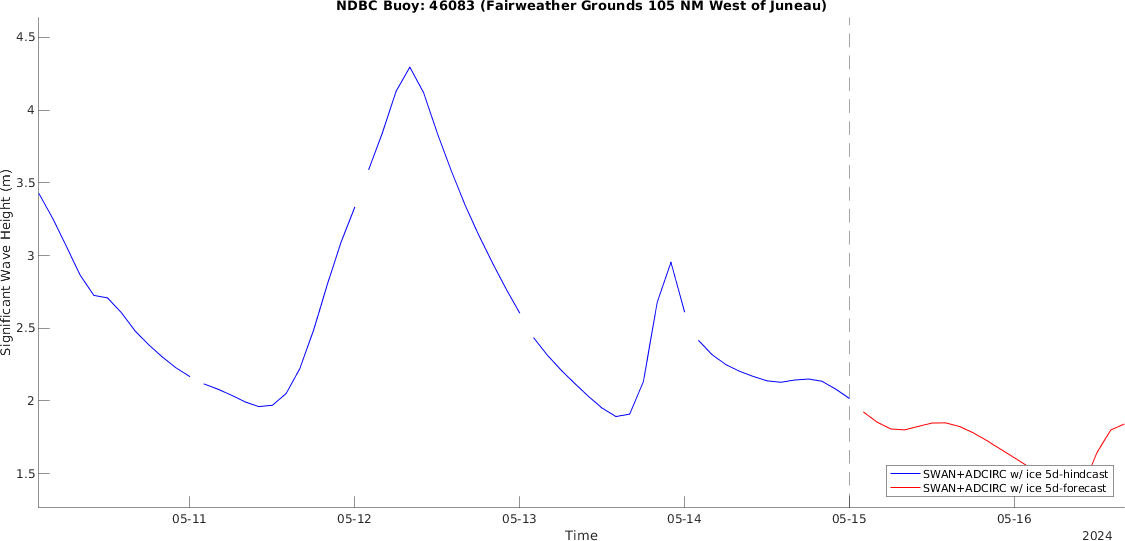 NDBC Buoy: 46083 (Fairweather Grounds 105 NM West of Juneau)
4.5
4
3.5
3
2.5
2
1.5
Significant Wave Height (m)
05-11
05-12
05-13
05-14
05-15
05-16
Time
2024
SWAN+ADCIRC w/ ice 5d-hindcast
SWAN+ADCIRC w/ ice 5d-forecast